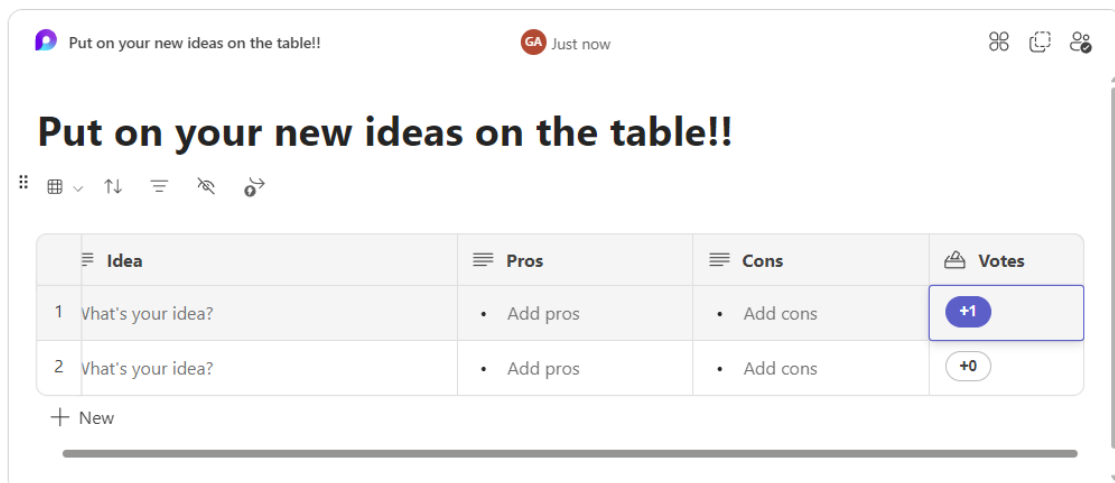 Put on your new ideas on the table!! GA Just now
Put on your new ideas on the table!!
Idea Pros Cons Votes
1 What's your idea? • Add pros • Add cons +1
2 What's your idea? • Add pros • Add cons +0
New